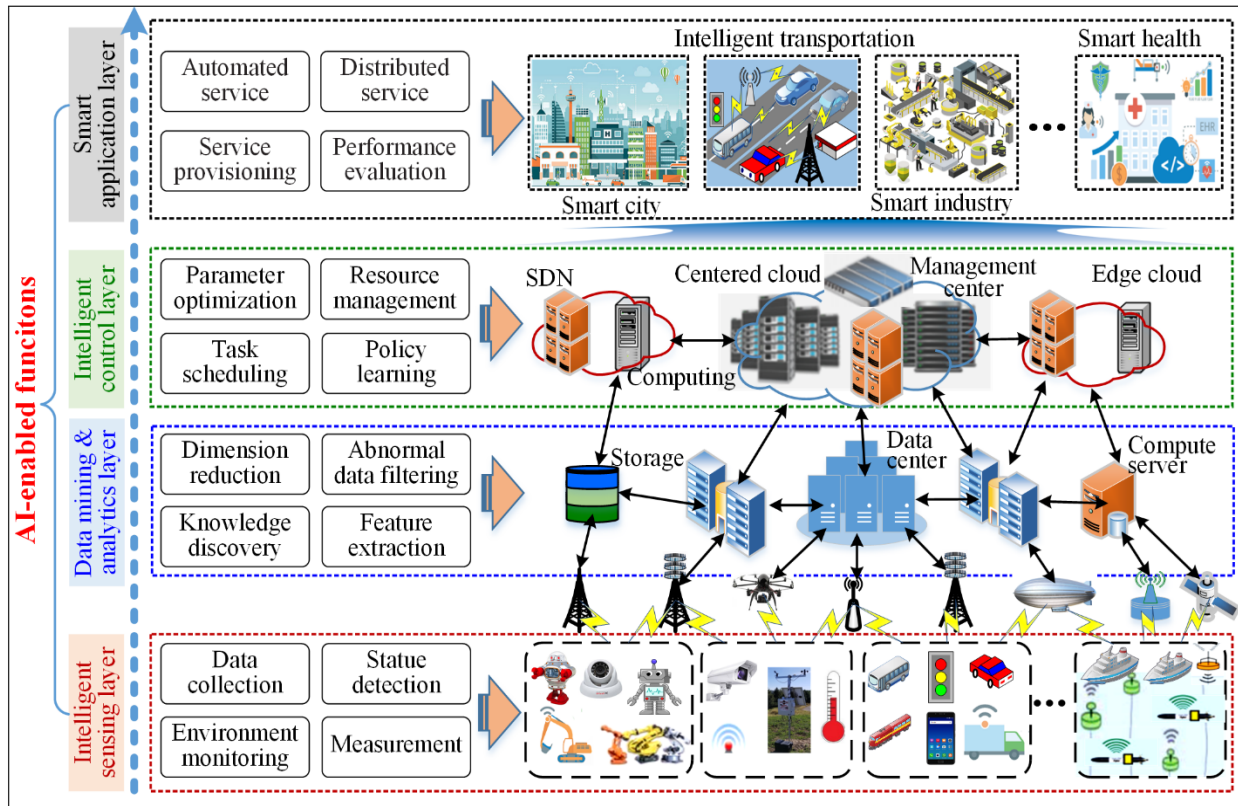 AI-enabled funcitons
Smart
application layer
Automated
service
Distributed
service
Service
provisioning
Performance
evaluation
Intelligent transportation
Smart health
EHR
Smart city
Smart industry
Intelligent
control layer
Parameter
optimization
Resource
management
Task
scheduling
Policy
learning
SDN
Centered cloud
Management
center
Edge cloud
Computing
Data mining &
analytics layer
Dimension
reduction
Abnormal
data filtering
Knowledge
discovery
Feature
extraction
Storage
Data
center
Compute
server
Intelligent
sensing layer
Data
collection
Statue
detection
Environment
monitoring
Measurement